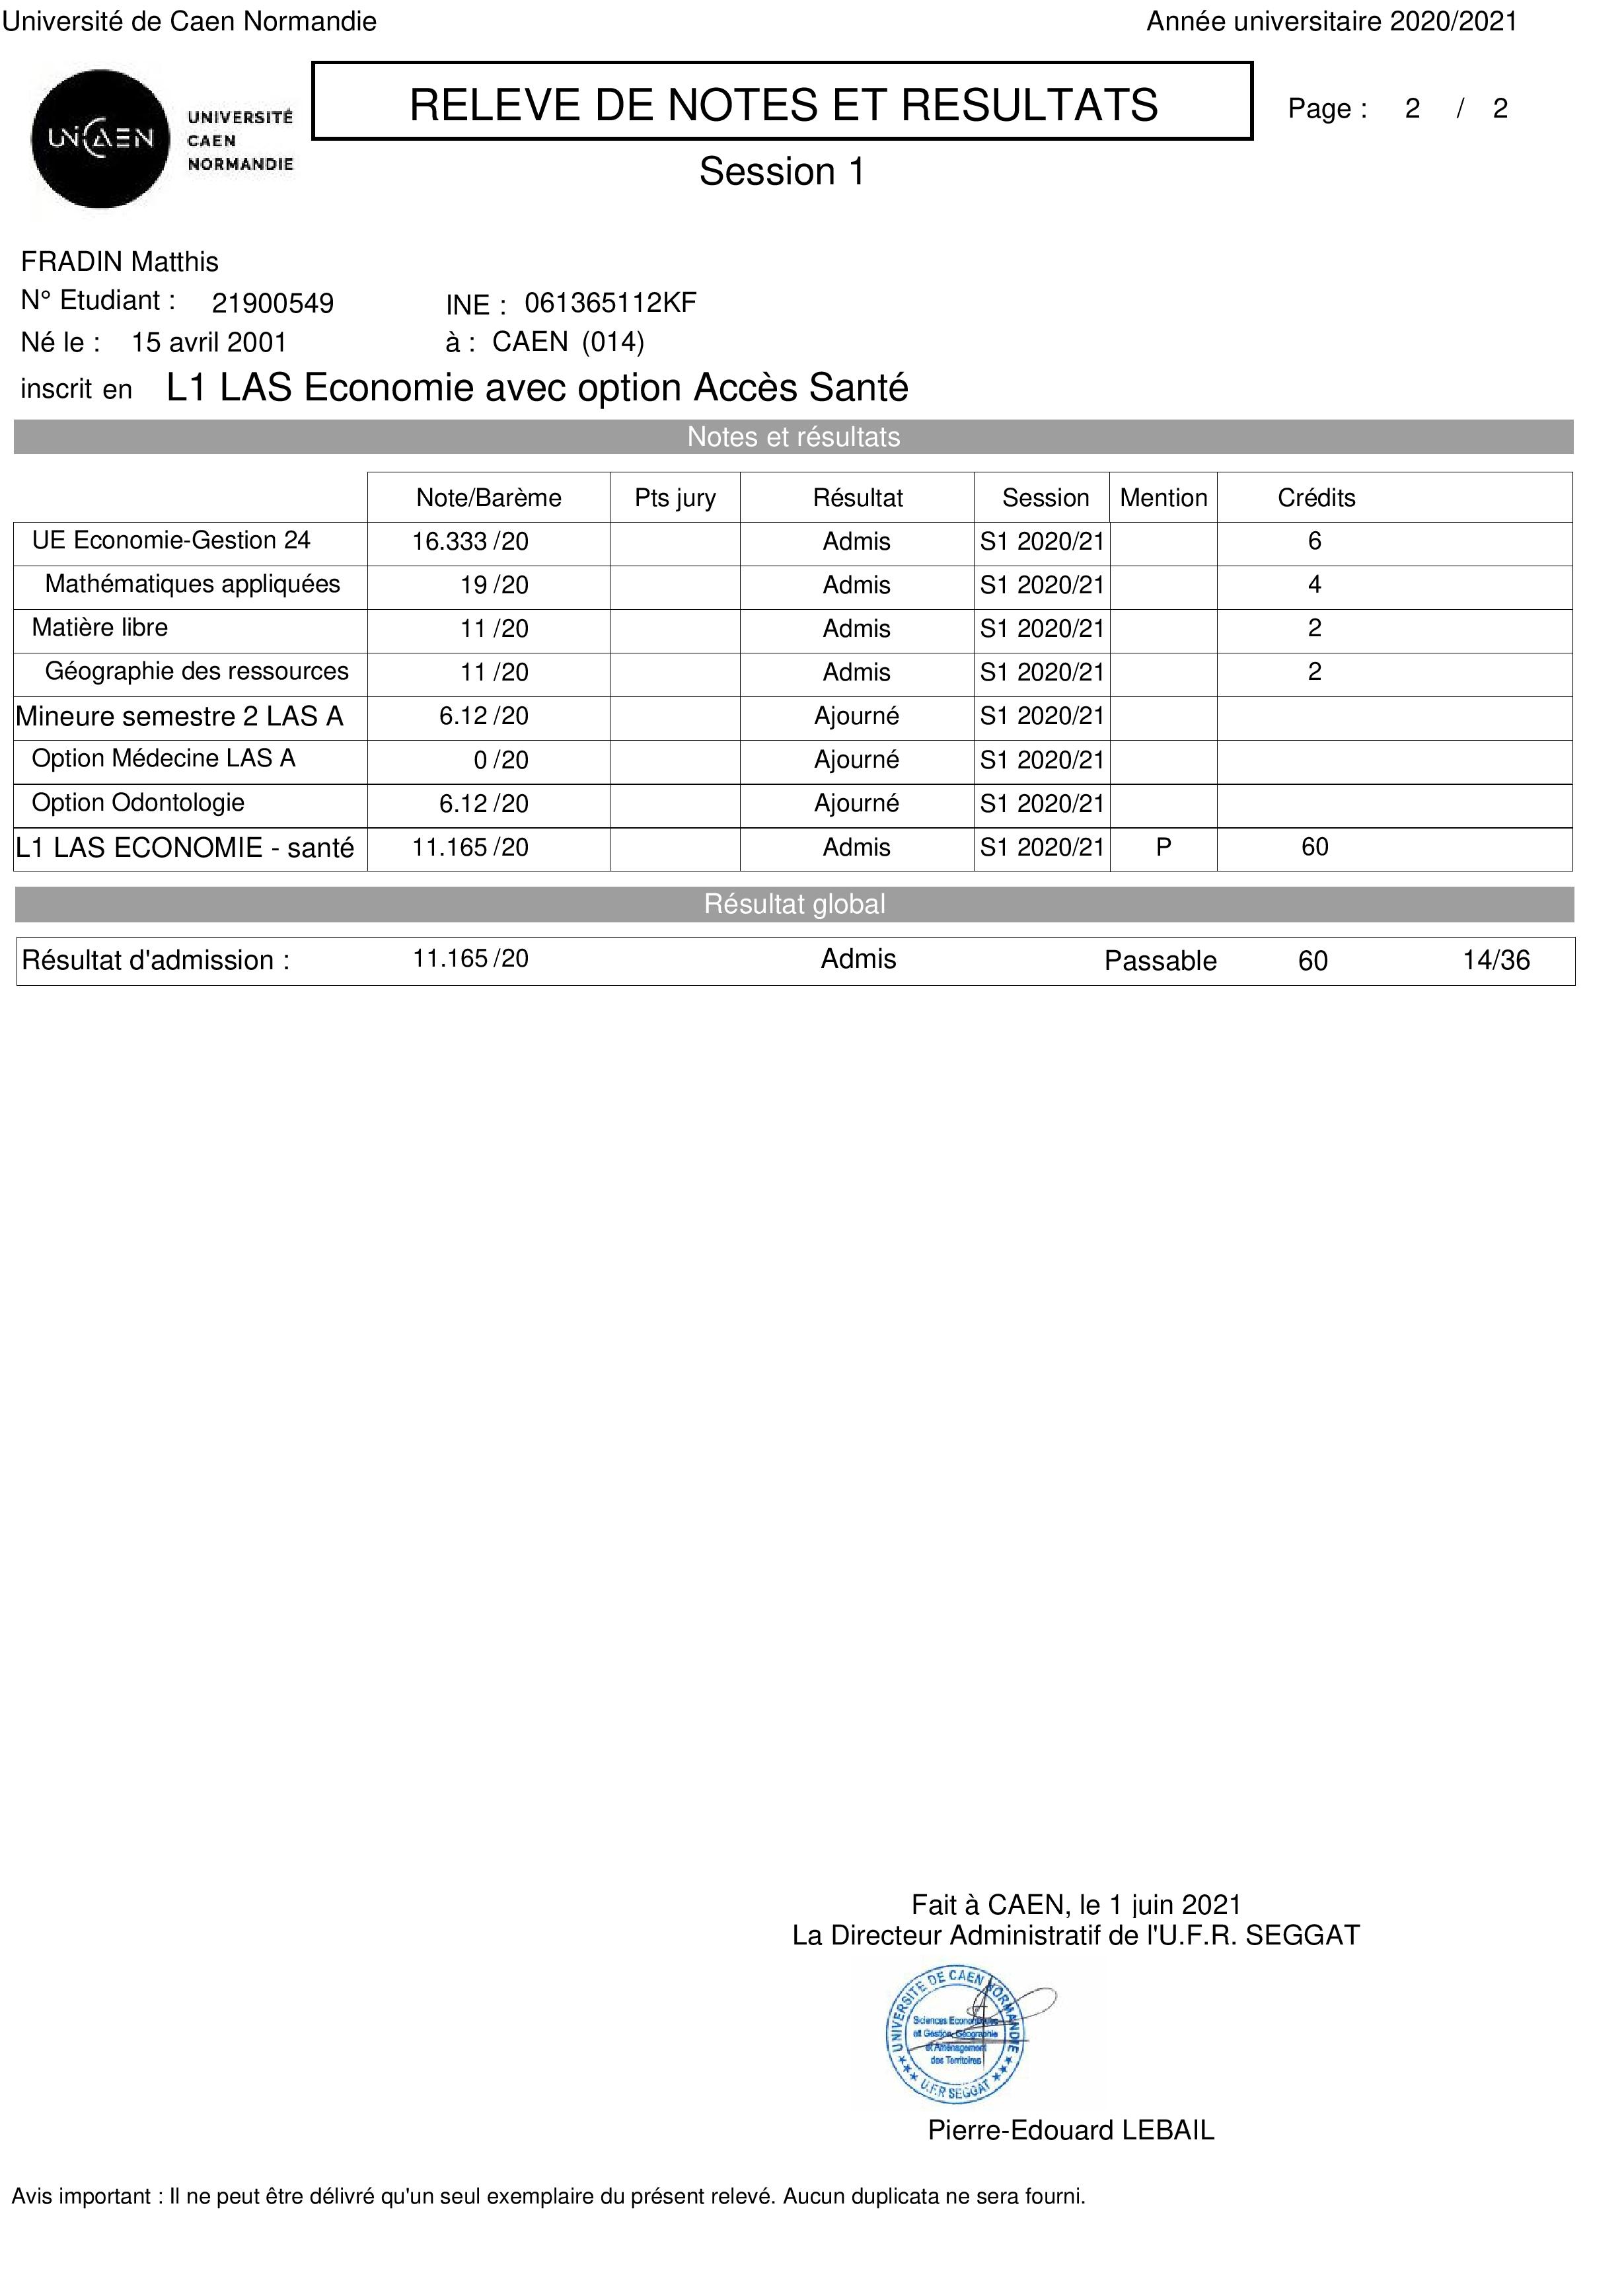 Université de Caen Normandie Année universitaire 2020/2021
RELEVE DE NOTES ET RESULTATS Page : 2 / 2
UNICAEN UNIVERSITÉ
CAEN
NORMANDIE
Session 1
FRADIN Matthis
N° Etudiant : 21900549 INE : 061365112KF
Né le : 15 avril 2001 à : CAEN (014)
inscrit en L1 LAS Economie avec option Accès Santé
Notes et résultats
Note/Barème Pts jury Résultat Session Mention Crédits
UE Economie-Gestion 24 16.333 /20 Admis S1 2020/21 6
Mathématiques appliquées 19 /20 Admis S1 2020/21 4
Matière libre 11 /20 Admis S1 2020/21 2
Géographie des ressources 11 /20 Admis S1 2020/21 2
Mineure semestre 2 LAS A 6.12 /20 Ajourné S1 2020/21
Option Médecine LAS A 0 /20 Ajourné S1 2020/21
Option Odontologie 6.12 /20 Ajourné S1 2020/21
L1 LAS ECONOMIE - santé 11.165 /20 Admis S1 2020/21 P 60
Résultat global
Résultat d'admission : 11.165 /20 Admis Passable 60 14/36
Fait à CAEN, le 1 juin 2021
La Directeur Administratif de l'U.F.R. SEGGAT
UNIVERSITE DE CAEN NORMANDIE
Sciences Economiques
et Gestion, Géographie
et Aménagement
des Territoires
U.F.R SEGGAT
Pierre-Edouard LEBAIL
Avis important : Il ne peut être délivré qu'un seul exemplaire du présent relevé. Aucun duplicata ne sera fourni.